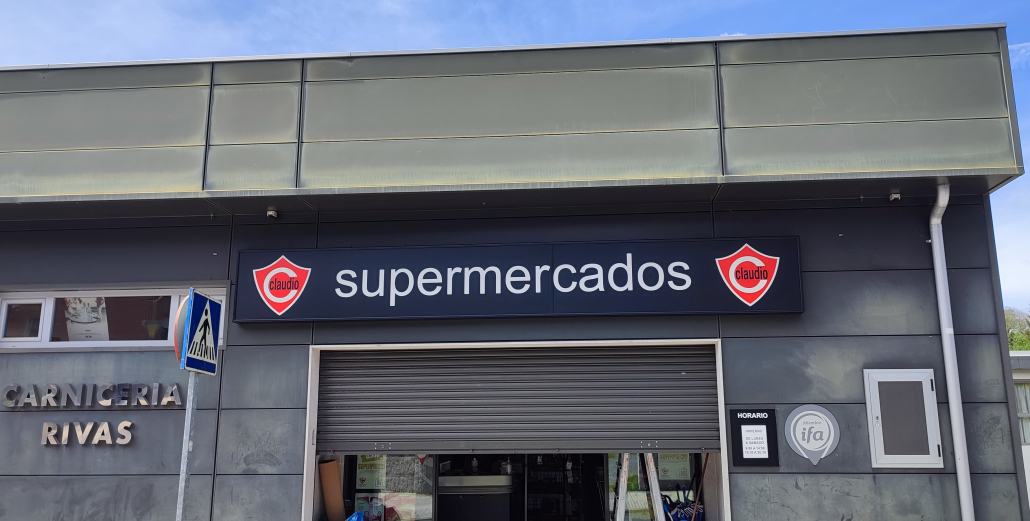 claudio
supermercados
claudio
CARNICERIA
RIVAS
HORARIO
ifa